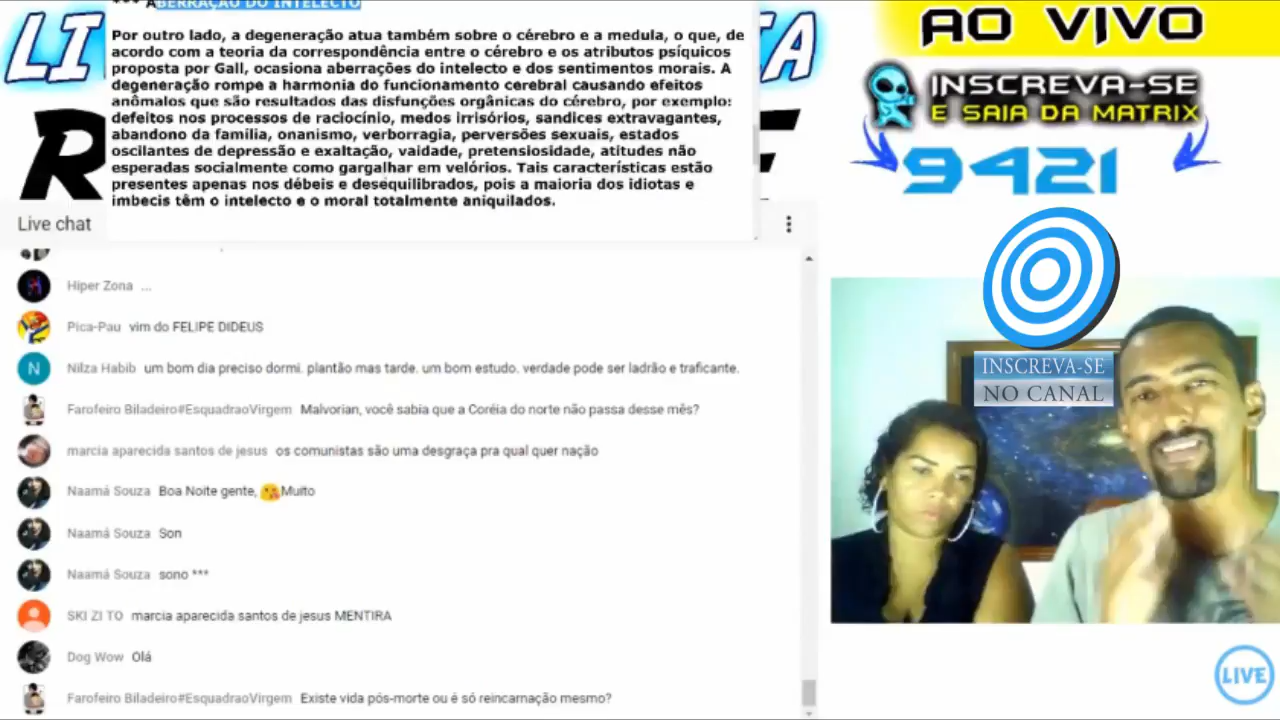 ABERRAÇÃO DO INTELECTO
Por outro lado, a degeneração atua também sobre o cérebro e a medula, o que, de
acordo com a teoria da correspondência entre o cérebro e os atributos psíquicos
proposta por Gall, ocasiona aberrações do intelecto e dos sentimentos morais. A
degeneração rompe a harmonia do funcionamento cerebral causando efeitos
anômalos que são resultados das disfunções orgânicas do cérebro, por exemplo:
defeitos nos processos de raciocínio, medos irrisórios, sandices extravagantes,
abandono da família, onanismo, verborragia, perversões sexuais, estados
oscilantes de depressão e exaltação, vaidade, pretensiosidade, atitudes não
esperadas socialmente como gargalhar em velórios. Tais características estão
presentes apenas nos débeis e desequilibrados, pois a maioria dos idiotas e
imbecis têm o intelecto e o moral totalmente aniquilados.
Live chat
Hiper Zona ...
Pica-Pau vim do FELIPE DIDEUS
N Nilza Habib um bom dia preciso dormi. plantão mas tarde. um bom estudo. verdade pode ser ladrão e traficante.
Farofeiro Biladeiro#EsquadraoVirgem Malvorian, você sabia que a Coréia do norte não passa desse mês?
marcia aparecida santos de jesus os comunistas são uma desgraça pra qual quer nação
Naamá Souza Boa Noite gente, 😘Muito
Naamá Souza Son
Naamá Souza sono ***
SKI ZI TO marcia aparecida santos de jesus MENTIRA
Dog Wow Olá
Farofeiro Biladeiro#EsquadraoVirgem Existe vida pós-morte ou é só reincarnação mesmo?
AO VIVO
INSCREVA-SE
E SAIA DA MATRIX
9421
INSCREVA-SE
NO CANAL
LIVE